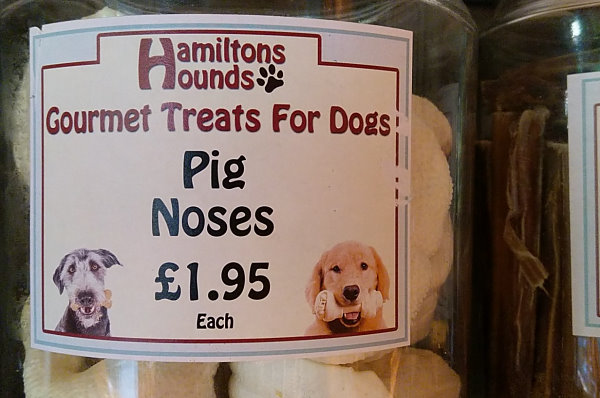 Hamiltons
Hounds
Gourmet Treats For Dogs
Pig
Noses
£1.95
Each